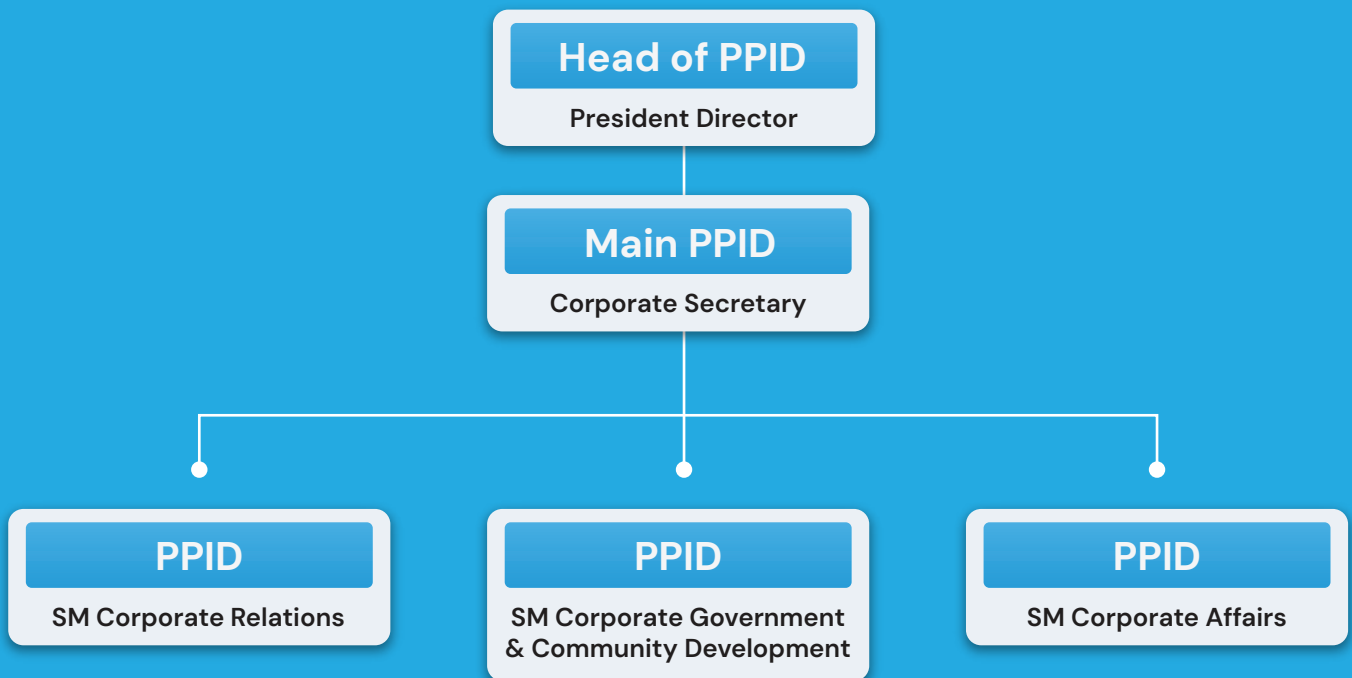 Head of PPID
President Director
Main PPID
Corporate Secretary
PPID
SM Corporate Relations
PPID
SM Corporate Government
& Community Development
PPID
SM Corporate Affairs